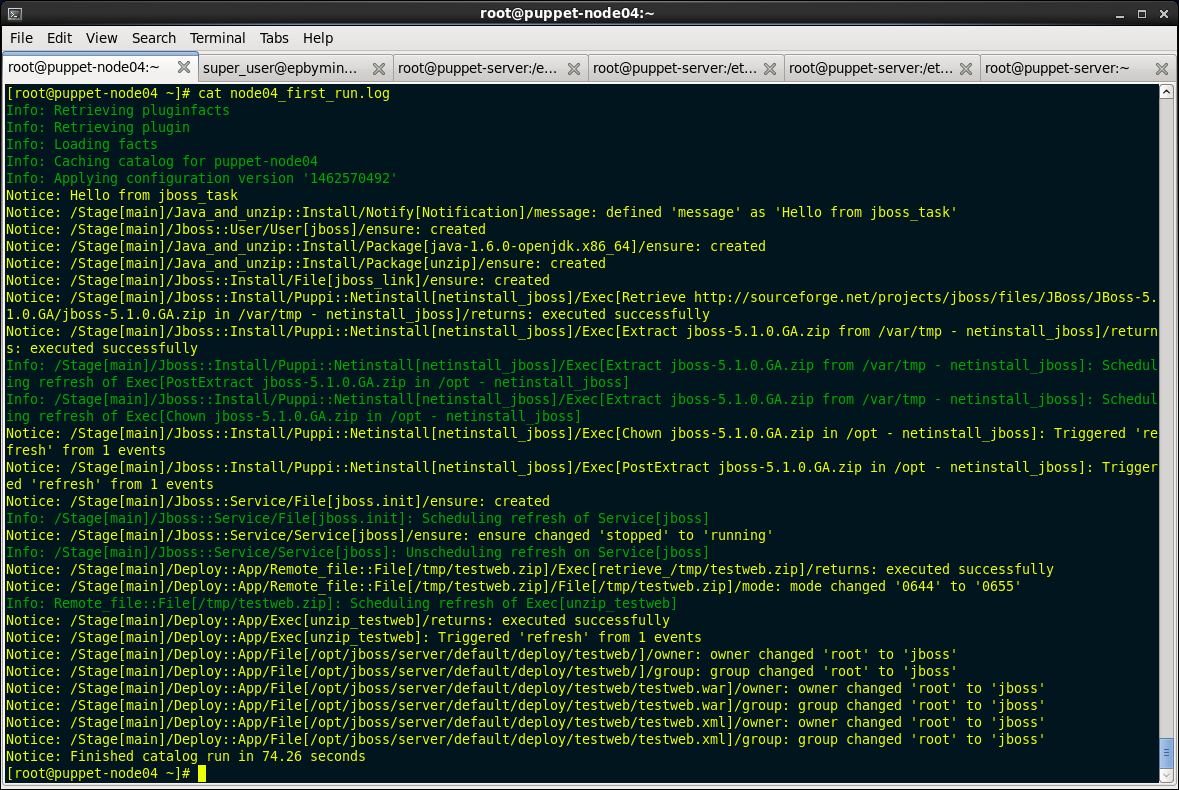 root@puppet-node04:~
File Edit View Search Terminal Tabs Help
root@puppet-node04:~ super_user@epbymin... root@puppet-server:/e... root@puppet-server:/et... root@puppet-server:/et... root@puppet-server:~
[root@puppet-node04 ~]# cat node04_first_run.log
Info: Retrieving pluginfacts
Info: Retrieving plugin
Info: Loading facts
Info: Caching catalog for puppet-node04
Info: Applying configuration version '1462570492'
Notice: Hello from jboss_task
Notice: /Stage[main]/Java_and_unzip::Install/Notify[Notification]/message: defined 'message' as 'Hello from jboss_task'
Notice: /Stage[main]/Jboss::User/User[jboss]/ensure: created
Notice: /Stage[main]/Java_and_unzip::Install/Package[java-1.6.0-openjdk.x86_64]/ensure: created
Notice: /Stage[main]/Java_and_unzip::Install/Package[unzip]/ensure: created
Notice: /Stage[main]/Jboss::Install/File[jboss_link]/ensure: created
Notice: /Stage[main]/Jboss::Install/Puppi::Netinstall[netinstall_jboss]/Exec[Retrieve http://sourceforge.net/projects/jboss/files/JBoss/JBoss-5.
1.0.GA/jboss-5.1.0.GA.zip in /var/tmp - netinstall_jboss]/returns: executed successfully
Notice: /Stage[main]/Jboss::Install/Puppi::Netinstall[netinstall_jboss]/Exec[Extract jboss-5.1.0.GA.zip from /var/tmp - netinstall_jboss]/return
s: executed successfully
Info: /Stage[main]/Jboss::Install/Puppi::Netinstall[netinstall_jboss]/Exec[Extract jboss-5.1.0.GA.zip from /var/tmp - netinstall_jboss]: Schedul
ing refresh of Exec[PostExtract jboss-5.1.0.GA.zip in /opt - netinstall_jboss]
Info: /Stage[main]/Jboss::Install/Puppi::Netinstall[netinstall_jboss]/Exec[Extract jboss-5.1.0.GA.zip from /var/tmp - netinstall_jboss]: Schedul
ing refresh of Exec[Chown jboss-5.1.0.GA.zip in /opt - netinstall_jboss]
Notice: /Stage[main]/Jboss::Install/Puppi::Netinstall[netinstall_jboss]/Exec[Chown jboss-5.1.0.GA.zip in /opt - netinstall_jboss]: Triggered 're
fresh' from 1 events
Notice: /Stage[main]/Jboss::Install/Puppi::Netinstall[netinstall_jboss]/Exec[PostExtract jboss-5.1.0.GA.zip in /opt - netinstall_jboss]: Trigger
ed 'refresh' from 1 events
Notice: /Stage[main]/Jboss::Service/File[jboss.init]/ensure: created
Info: /Stage[main]/Jboss::Service/File[jboss.init]: Scheduling refresh of Service[jboss]
Notice: /Stage[main]/Jboss::Service/Service[jboss]/ensure: ensure changed 'stopped' to 'running'
Info: /Stage[main]/Jboss::Service/Service[jboss]: Unscheduling refresh on Service[jboss]
Notice: /Stage[main]/Deploy::App/Remote_file::File[/tmp/testweb.zip]/Exec[retrieve_/tmp/testweb.zip]/returns: executed successfully
Notice: /Stage[main]/Deploy::App/Remote_file::File[/tmp/testweb.zip]/File[/tmp/testweb.zip]/mode: mode changed '0644' to '0655'
Info: Remote_file::File[/tmp/testweb.zip]: Scheduling refresh of Exec[unzip_testweb]
Notice: /Stage[main]/Deploy::App/Exec[unzip_testweb]/returns: executed successfully
Notice: /Stage[main]/Deploy::App/Exec[unzip_testweb]: Triggered 'refresh' from 1 events
Notice: /Stage[main]/Deploy::App/File[/opt/jboss/server/default/deploy/testweb/]/owner: owner changed 'root' to 'jboss'
Notice: /Stage[main]/Deploy::App/File[/opt/jboss/server/default/deploy/testweb/]/group: group changed 'root' to 'jboss'
Notice: /Stage[main]/Deploy::App/File[/opt/jboss/server/default/deploy/testweb/testweb.war]/owner: owner changed 'root' to 'jboss'
Notice: /Stage[main]/Deploy::App/File[/opt/jboss/server/default/deploy/testweb/testweb.war]/group: group changed 'root' to 'jboss'
Notice: /Stage[main]/Deploy::App/File[/opt/jboss/server/default/deploy/testweb/testweb.xml]/owner: owner changed 'root' to 'jboss'
Notice: /Stage[main]/Deploy::App/File[/opt/jboss/server/default/deploy/testweb/testweb.xml]/group: group changed 'root' to 'jboss'
Notice: Finished catalog run in 74.26 seconds
[root@puppet-node04 ~]#